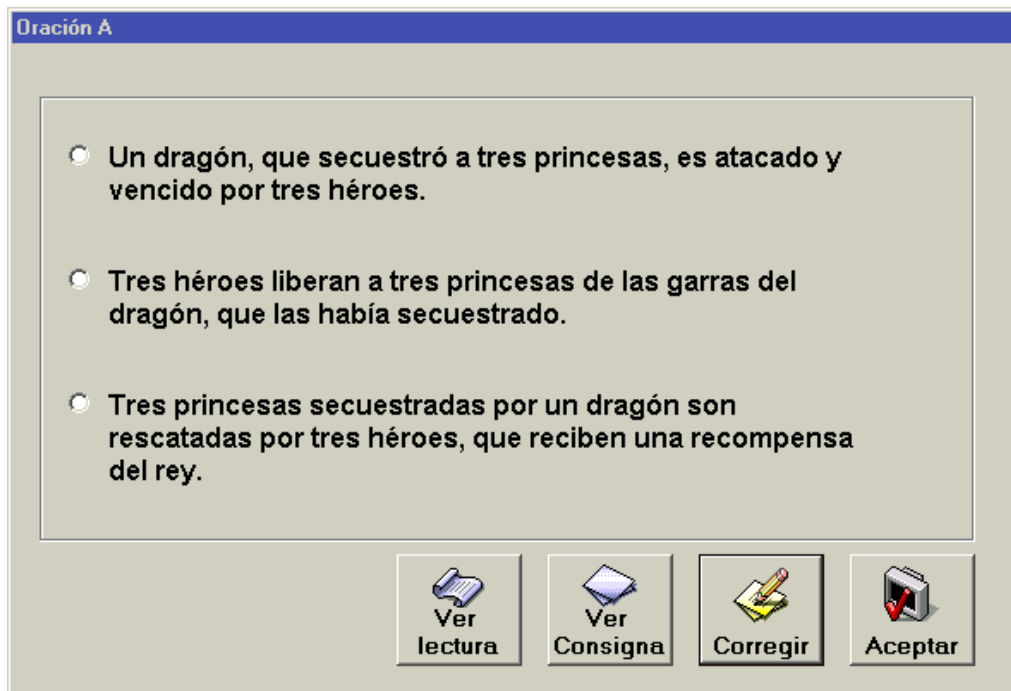 Oración A
Un dragón, que secuestró a tres princesas, es atacado y
vencido por tres héroes.
Tres héroes liberan a tres princesas de las garras del
dragón, que las había secuestrado.
Tres princesas secuestradas por un dragón son
rescatadas por tres héroes, que reciben una recompensa
del rey.
Ver
lectura
Ver
Consigna
Corregir
Aceptar